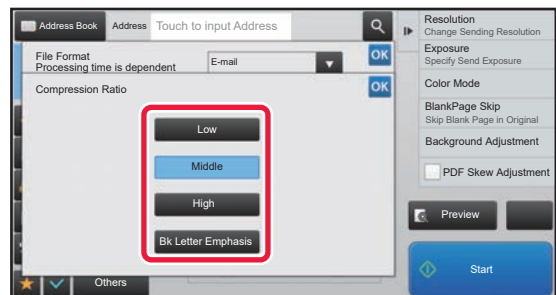 Address Book
Address
Touch to input Address
File Format
Processing time is dependent
E-mail
OK
Compression Ratio
OK
Low
Middle
High
Bk Letter Emphasis
Others
Resolution
Change Sending Resolution
Exposure
Specify Send Exposure
Color Mode
BlankPage Skip
Skip Blank Page in Original
Background Adjustment
PDF Skew Adjustment
Preview
Start